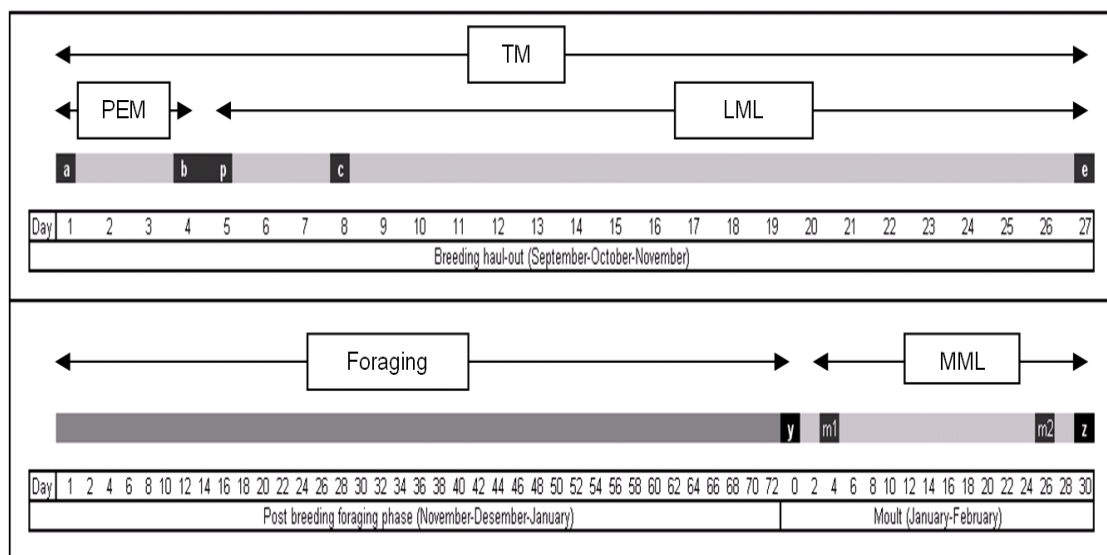 TM
PEM LML
a b p c e
Day 1 2 3 4 5 6 7 8 9 10 11 12 13 14 15 16 17 18 19 20 21 22 23 24 25 26 27
Breeding haul-out (September-October-November)
Foraging MML
y m1 m2 z
Day 1 2 4 6 8 10 12 14 16 18 20 22 24 26 28 30 32 34 36 38 40 42 44 46 48 50 52 54 56 58 60 62 64 66 68 70 72 0 2 4 6 8 10 12 14 16 18 20 22 24 26 28 30
Post breeding foraging phase (November-Desember-January) Moult (January-February)